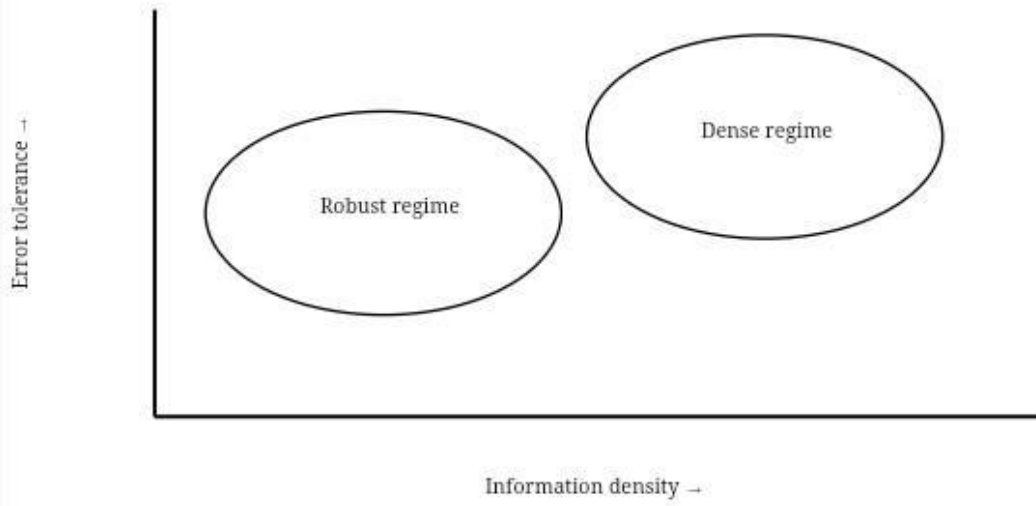 Dense regime
Robust regime
Error tolerance →
Information density →